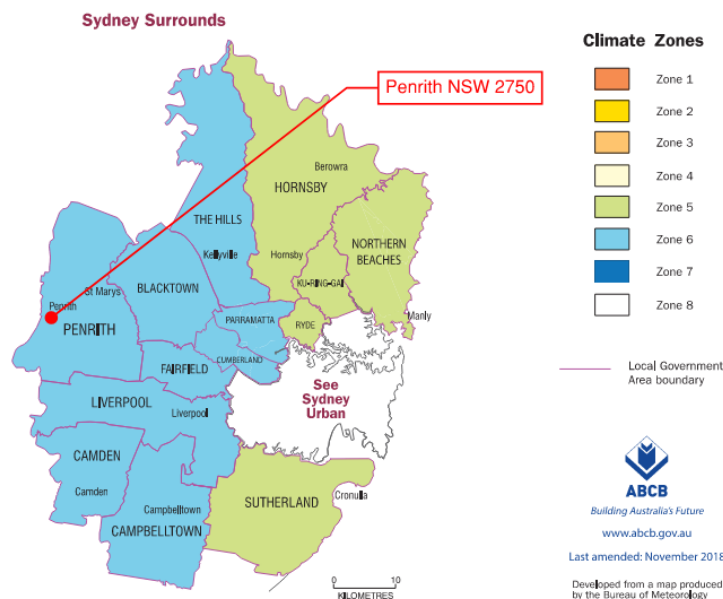 Sydney Surrounds
Penrith NSW 2750
Berowra
HORNSBY
THE HILLS
Hornsby
NORTHERN
BEACHES
Kellyville
KU-RING-GAI
St Marys
BLACKTOWN
Penrith
PENRITH
PARRAMATTA
RYDE
Manly
CUMBERLAND
FAIRFIELD
See
Sydney
Urban
LIVERPOOL
Liverpool
CAMDEN
Camden
Campbelltown
CAMPBELLTOWN
SUTHERLAND
Cronulla
0 10
KILOMETRES
Climate Zones
Zone 1
Zone 2
Zone 3
Zone 4
Zone 5
Zone 6
Zone 7
Zone 8
Local Government
Area boundary
ABCB
Building Australia's Future
www.abcb.gov.au
Last amended: November 2018
Developed from a map produced
by the Bureau of Meteorology